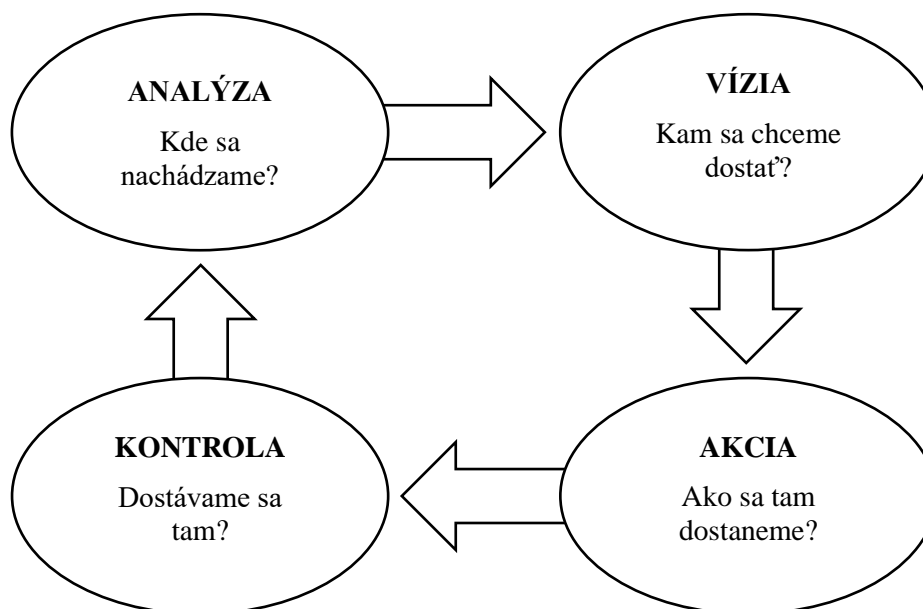 ANALÝZA
Kde sa
nachádzame?
VÍZIA
Kam sa chceme
dostať?
KONTROLA
Dostávame sa
tam?
AKCIA
Ako sa tam
dostaneme?